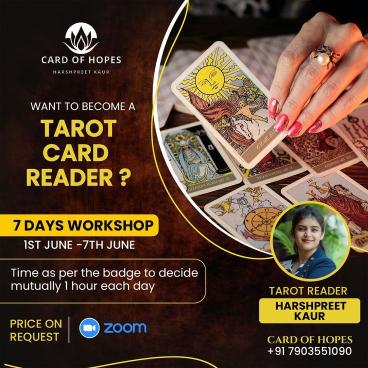 CARD OF HOPES
HARSHPREET KAUR
WANT TO BECOME A
TAROT
CARD
READER ?
7 DAYS WORKSHOP
1ST JUNE -7TH JUNE
Time as per the badge to decide
mutually 1 hour each day
PRICE ON
REQUEST
zoom
TAROT READER
HARSHPREET
KAUR
CARD OF HOPES
+91 7903551090